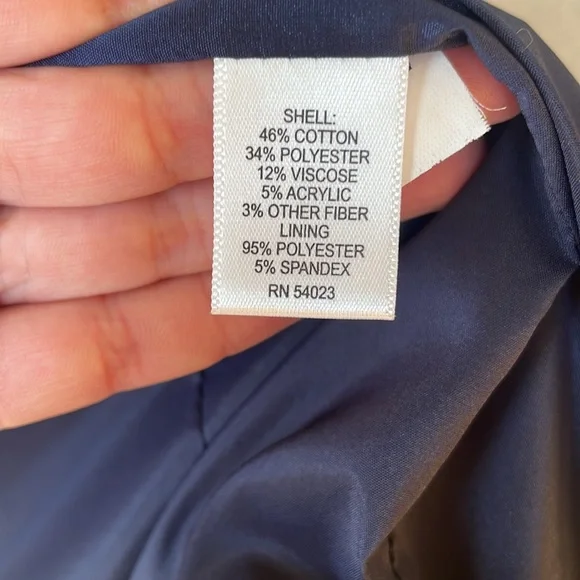 SHELL:
46% COTTON
34% POLYESTER
12% VISCOSE
5% ACRYLIC
3% OTHER FIBER
LINING
95% POLYESTER
5% SPANDEX
RN 54023